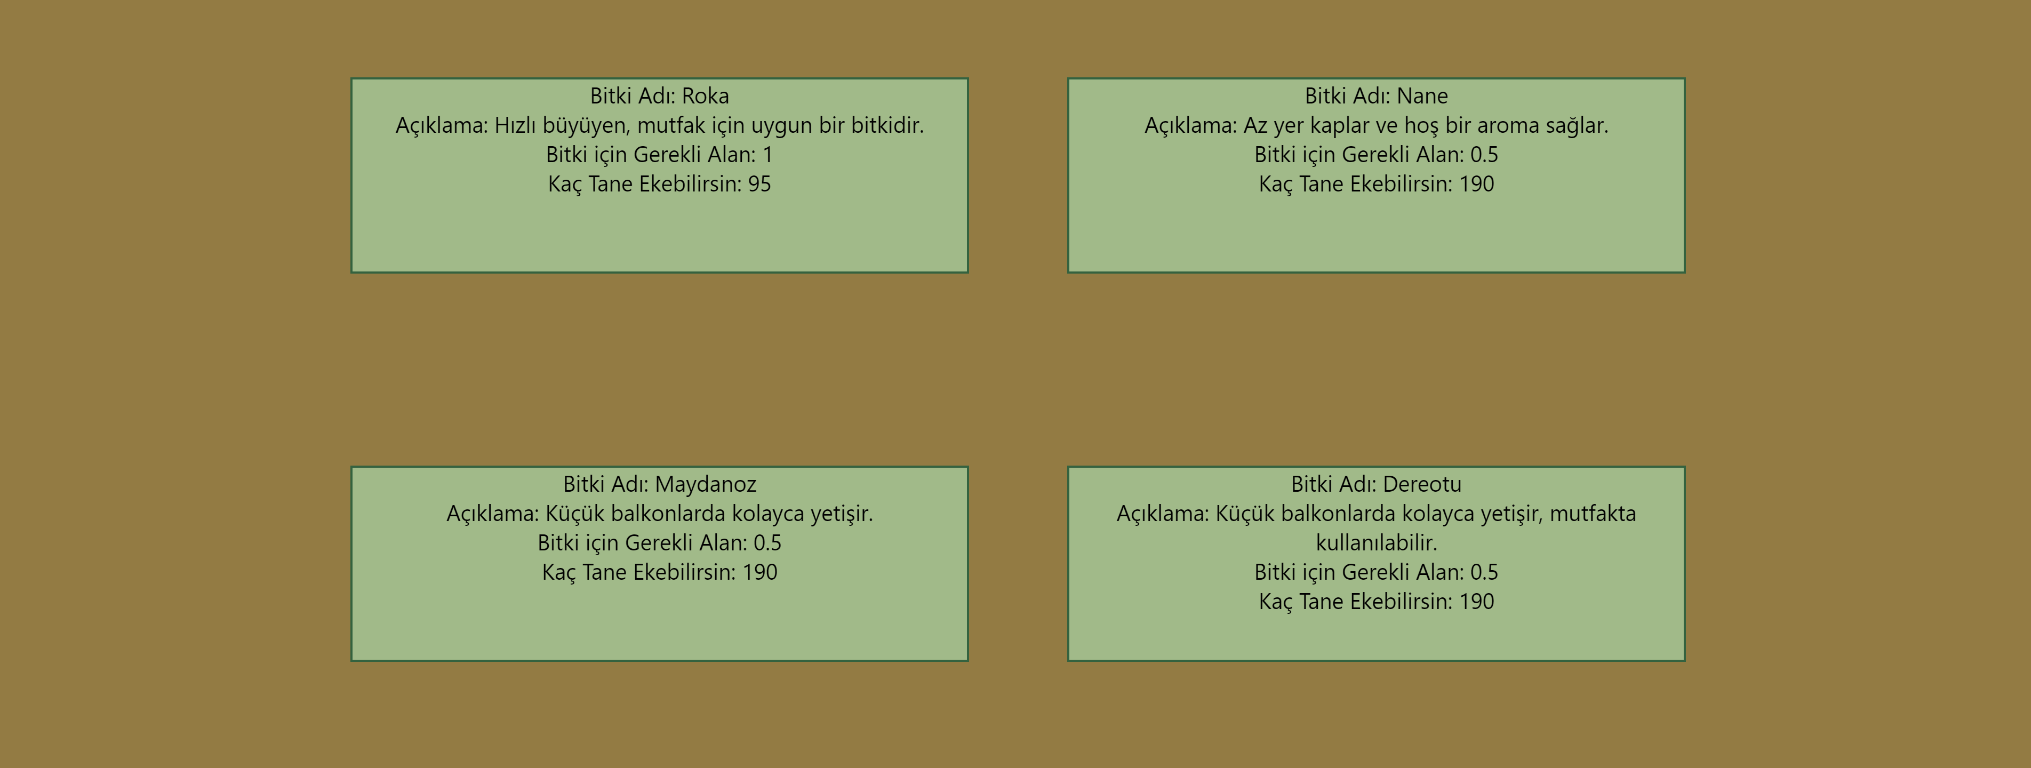 Bitki Adı: Roka
Açıklama: Hızlı büyüyen, mutfak için uygun bir bitkidir.
Bitki için Gerekli Alan: 1
Kaç Tane Ekebilirsin: 95
Bitki Adı: Nane
Açıklama: Az yer kaplar ve hoş bir aroma sağlar.
Bitki için Gerekli Alan: 0.5
Kaç Tane Ekebilirsin: 190
Bitki Adı: Maydanoz
Açıklama: Küçük balkonlarda kolayca yetişir.
Bitki için Gerekli Alan: 0.5
Kaç Tane Ekebilirsin: 190
Bitki Adı: Dereotu
Açıklama: Küçük balkonlarda kolayca yetişir, mutfakta
kullanılabilir.
Bitki için Gerekli Alan: 0.5
Kaç Tane Ekebilirsin: 190